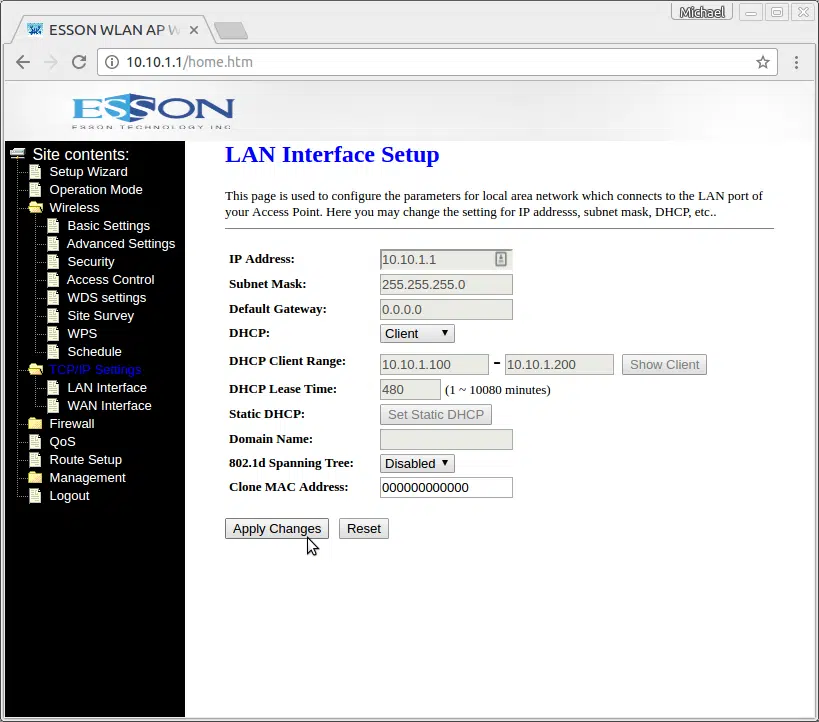 Michael
ESSON WLAN AP W
10.10.1.1/home.htm
ESSON
ESSON TECHNOLOGY INC.
Site contents:
Setup Wizard
Operation Mode
Wireless
Basic Settings
Advanced Settings
Security
Access Control
WDS settings
Site Survey
WPS
Schedule
TCP/IP Settings
LAN Interface
WAN Interface
Firewall
QoS
Route Setup
Management
Logout
LAN Interface Setup
This page is used to configure the parameters for local area network which connects to the LAN port of
your Access Point. Here you may change the setting for IP addresss, subnet mask, DHCP, etc..
IP Address: 10.10.1.1
Subnet Mask: 255.255.255.0
Default Gateway: 0.0.0.0
DHCP: Client
DHCP Client Range: 10.10.1.100 - 10.10.1.200 Show Client
DHCP Lease Time: 480 (1 ~ 10080 minutes)
Static DHCP: Set Static DHCP
Domain Name:
802.1d Spanning Tree: Disabled
Clone MAC Address: 000000000000
Apply Changes Reset